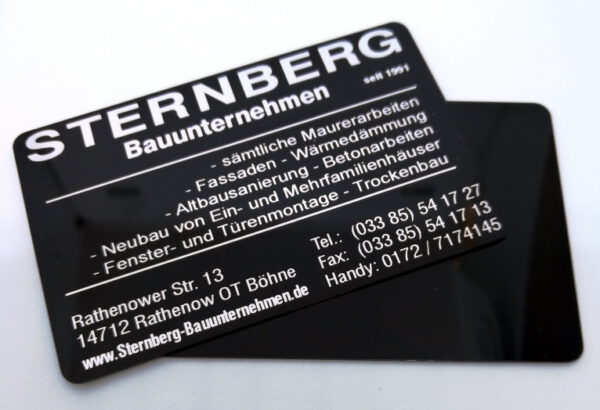 STERNBERG
Bauunternehmen
seit 1991
- sämtliche Maurerarbeiten
- Fassaden - Wärmedämmung
- Altbausanierung - Betonarbeiten
- Neubau von Ein- und Mehrfamilienhäuser
- Fenster- und Türenmontage - Trockenbau
Rathenower Str. 13
14712 Rathenow OT Böhne
www.Sternberg-Bauunternehmen.de
Tel.: (033 85) 54 17 27
Fax: (033 85) 54 17 13
Handy: 0172 / 7174145